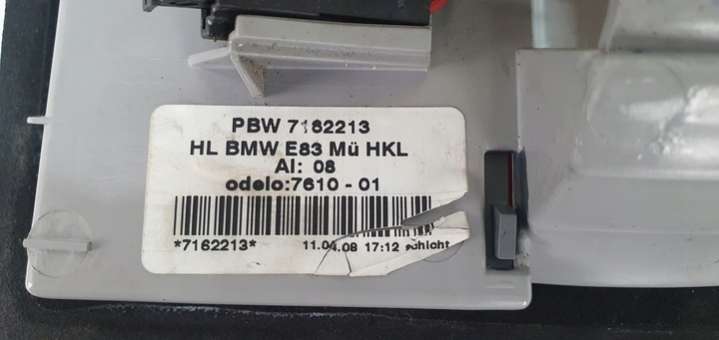 PBW 7162213
HL BMW E83 Mü HKL
AI: 08
odelo:7610 - 01
*7162213* 11.04.08 17:12 schicht